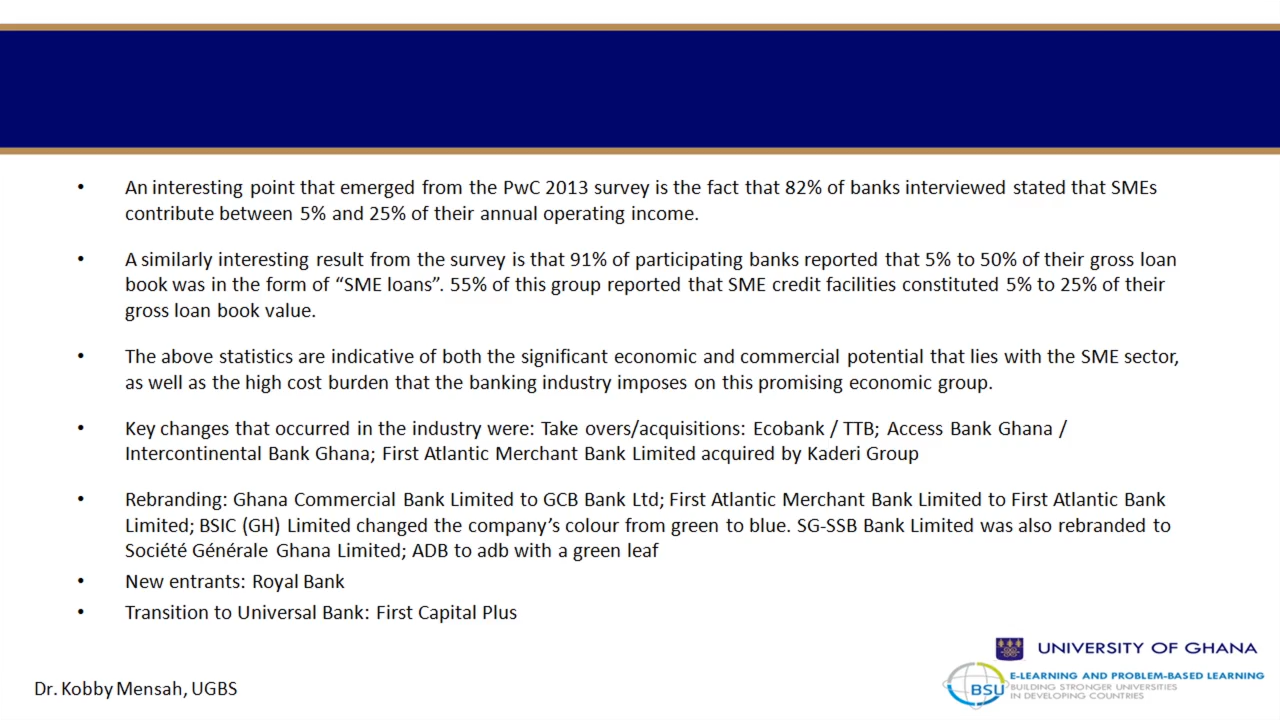 • An interesting point that emerged from the PwC 2013 survey is the fact that 82% of banks interviewed stated that SMEs
contribute between 5% and 25% of their annual operating income.
• A similarly interesting result from the survey is that 91% of participating banks reported that 5% to 50% of their gross loan
book was in the form of “SME loans”. 55% of this group reported that SME credit facilities constituted 5% to 25% of their
gross loan book value.
• The above statistics are indicative of both the significant economic and commercial potential that lies with the SME sector,
as well as the high cost burden that the banking industry imposes on this promising economic group.
• Key changes that occurred in the industry were: Take overs/acquisitions: Ecobank / TTB; Access Bank Ghana /
Intercontinental Bank Ghana; First Atlantic Merchant Bank Limited acquired by Kaderi Group
• Rebranding: Ghana Commercial Bank Limited to GCB Bank Ltd; First Atlantic Merchant Bank Limited to First Atlantic Bank
Limited; BSIC (GH) Limited changed the company’s colour from green to blue. SG-SSB Bank Limited was also rebranded to
Société Générale Ghana Limited; ADB to adb with a green leaf
• New entrants: Royal Bank
• Transition to Universal Bank: First Capital Plus
UNIVERSITY OF GHANA
BSU
E-LEARNING AND PROBLEM-BASED LEARNING
BUILDING STRONGER UNIVERSITIES
IN DEVELOPING COUNTRIES
Dr. Kobby Mensah, UGBS